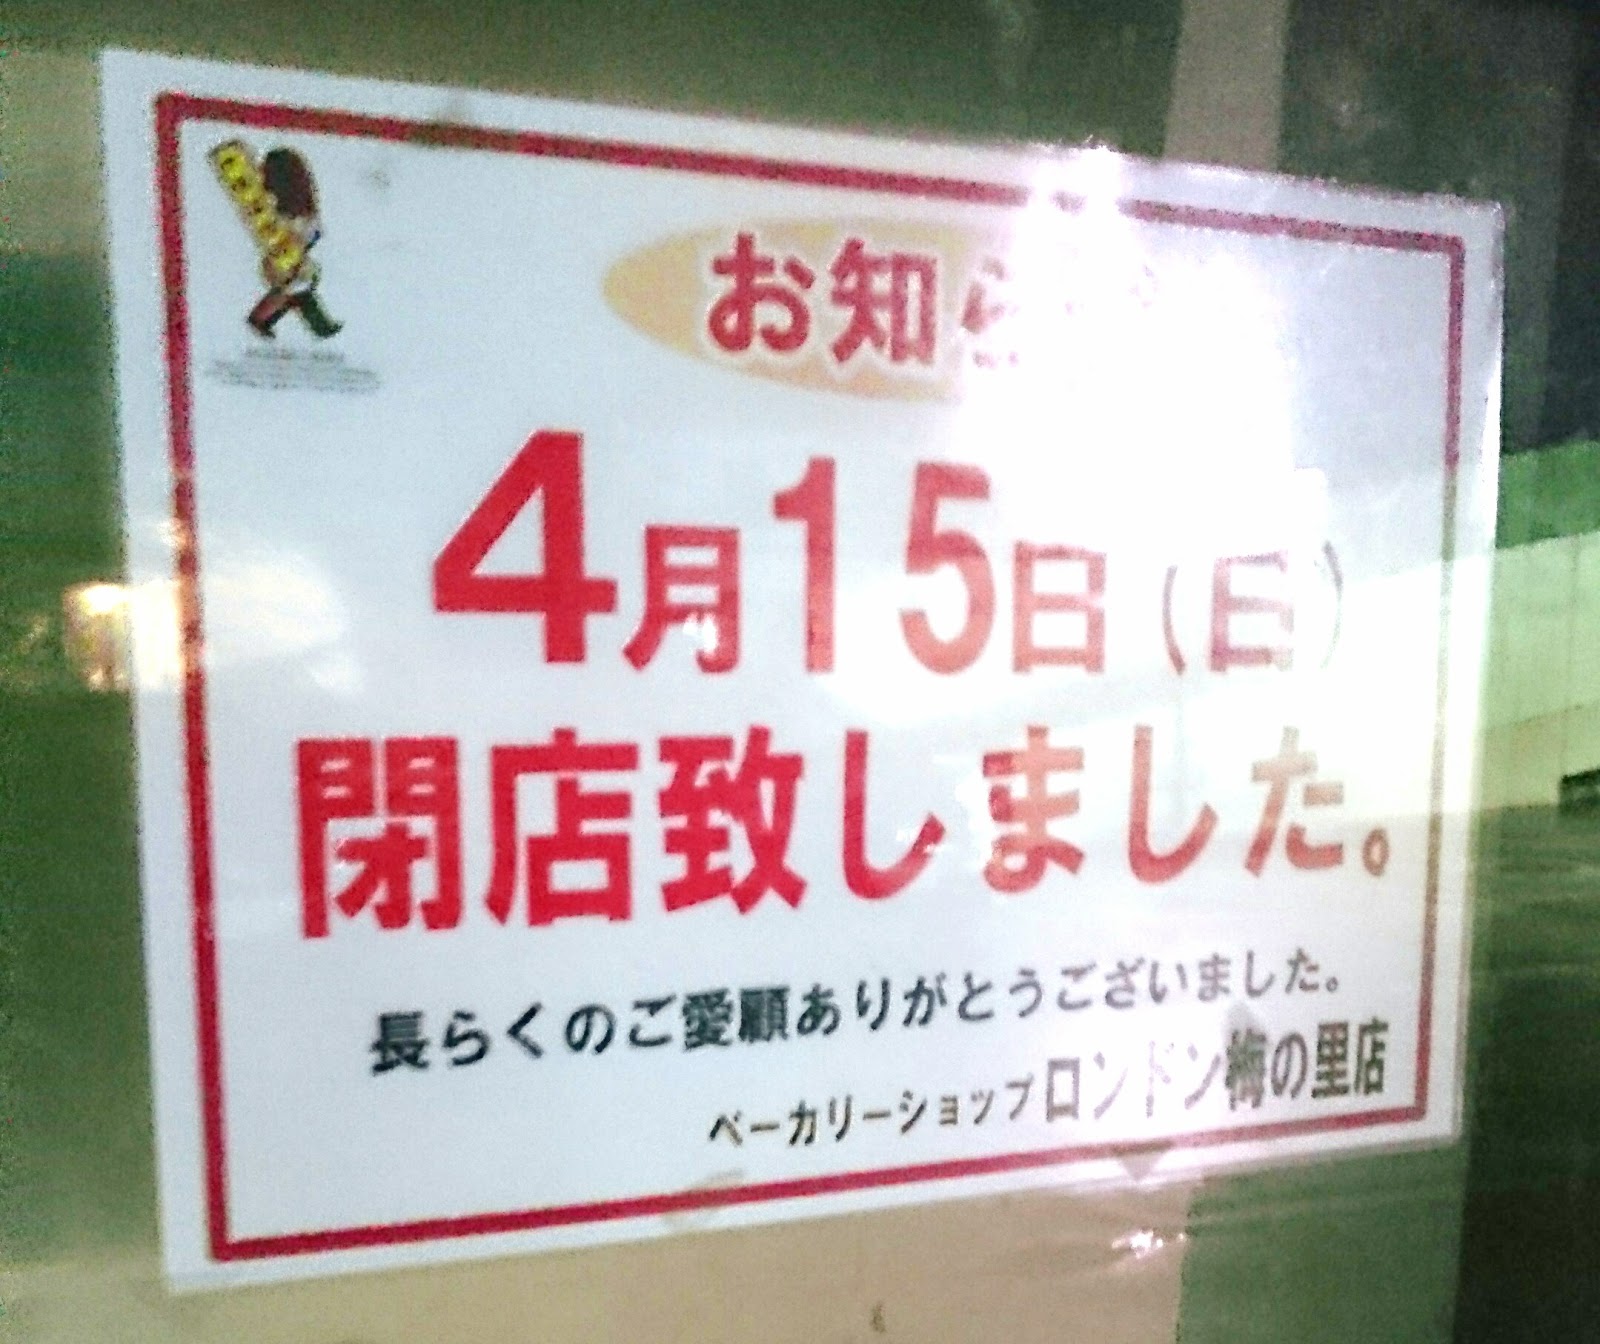 お知ら
4月15日(日)
閉店致しました。
長らくのご愛顧ありがとうございました。
ベーカリーショップロンドン梅の里店